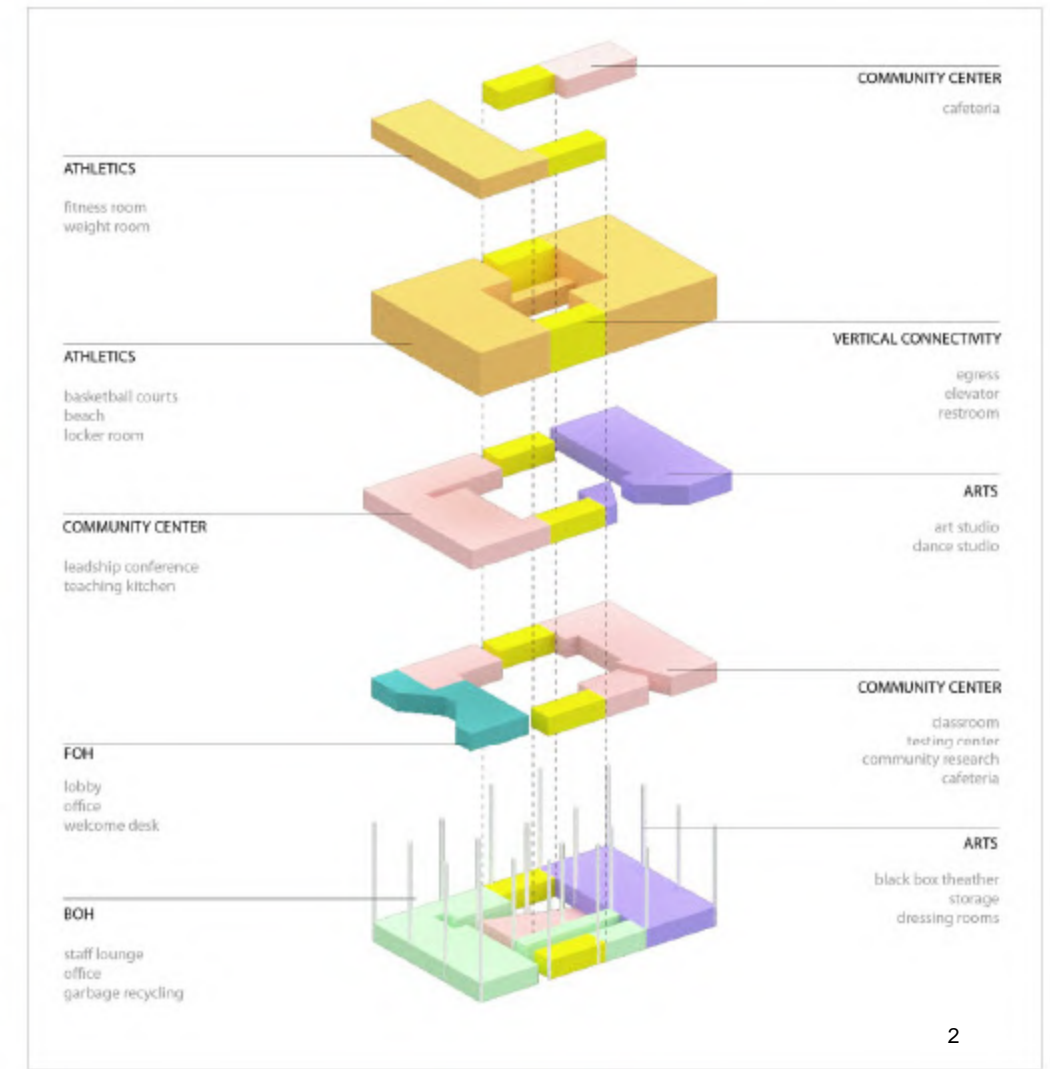 COMMUNITY CENTER
cafeteria
ATHLETICS
fitness room
weight room
VERTICAL CONNECTIVITY
egress
elevator
restroom
ATHLETICS
basketball courts
beach
locker room
ARTS
art studio
dance studio
COMMUNITY CENTER
leadship conference
teaching kitchen
COMMUNITY CENTER
classroom
testing center
community research
cafeteria
FOH
lobby
office
welcome desk
ARTS
black box theather
storage
dressing rooms
BOH
staff lounge
office
garbage recycling
2